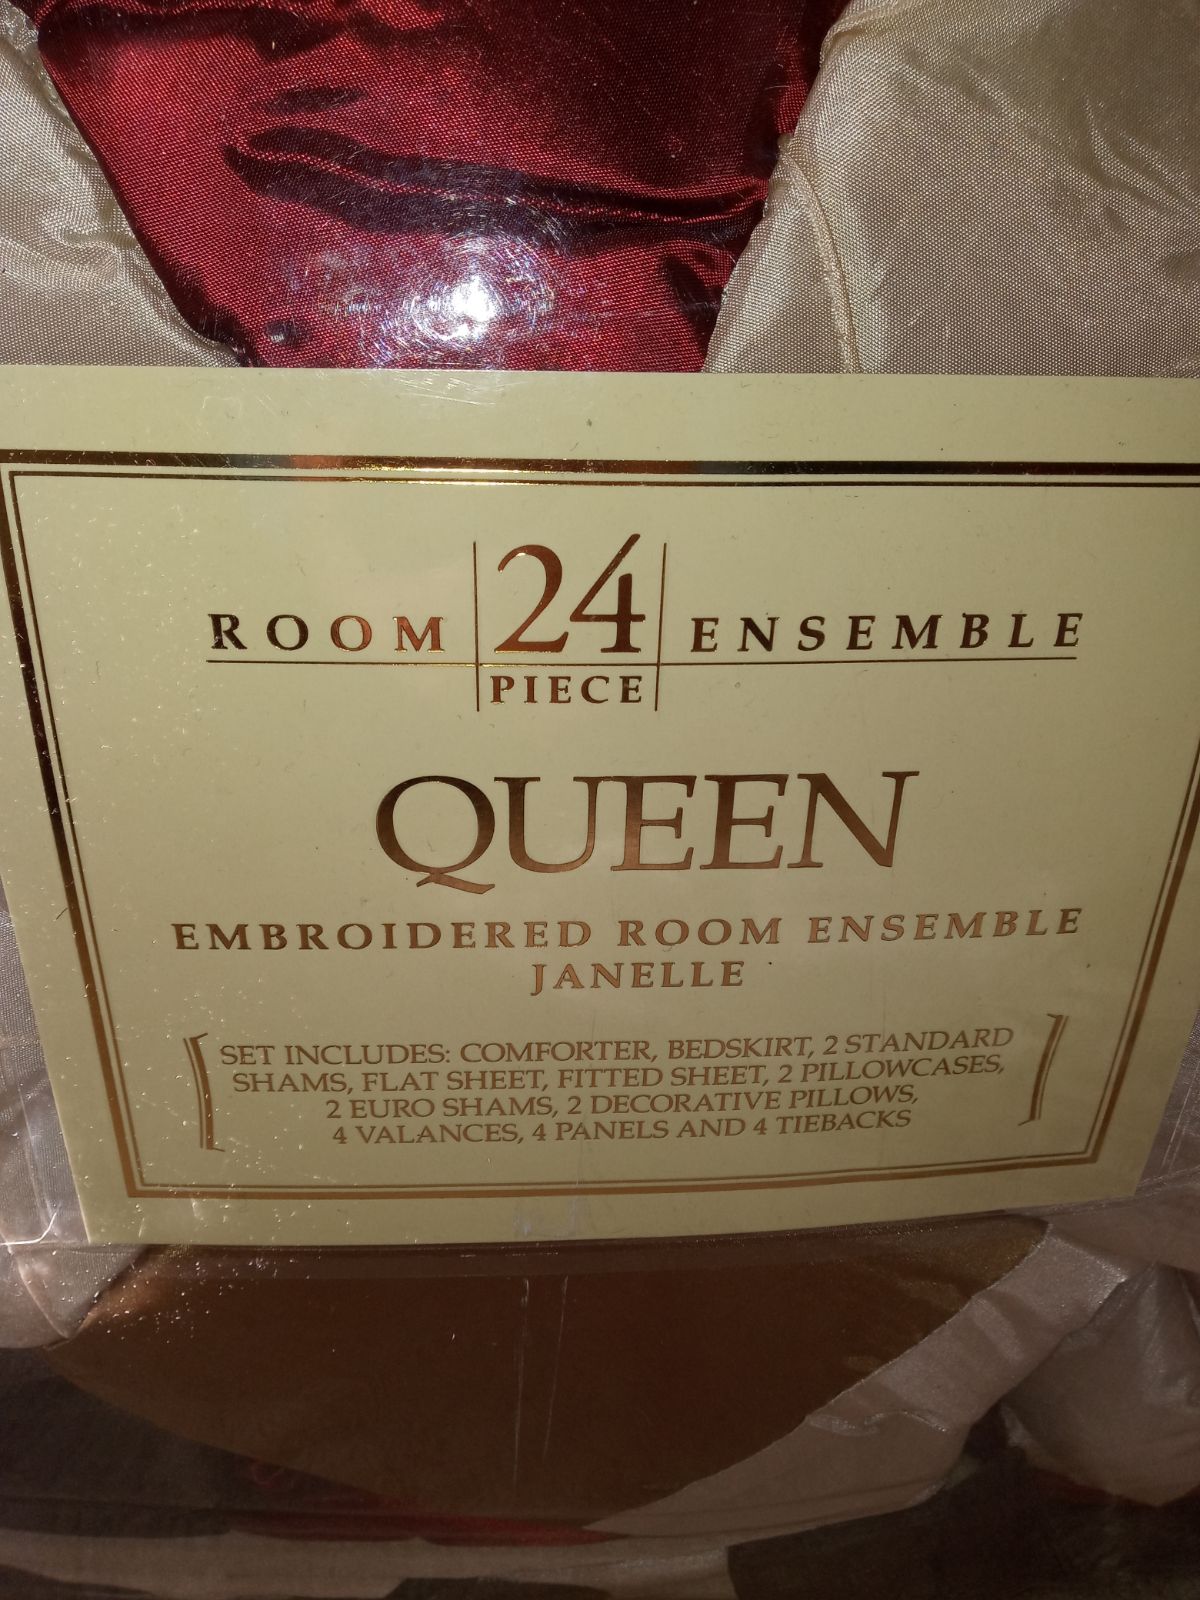 ROOM 24 ENSEMBLE
PIECE
QUEEN
EMBROIDERED ROOM ENSEMBLE
JANELLE
SET INCLUDES: COMFORTER, BEDSKIRT, 2 STANDARD
SHAMS, FLAT SHEET, FITTED SHEET, 2 PILLOWCASES,
2 EURO SHAMS, 2 DECORATIVE PILLOWS,
4 VALANCES, 4 PANELS AND 4 TIEBACKS